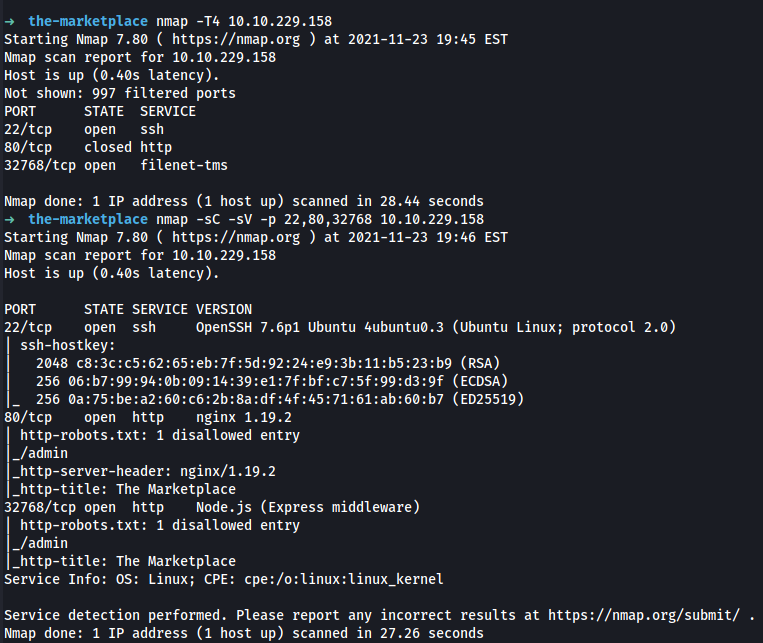 →  the-marketplace nmap -T4 10.10.229.158
Starting Nmap 7.80 ( https://nmap.org ) at 2021-11-23 19:45 EST
Nmap scan report for 10.10.229.158
Host is up (0.40s latency).
Not shown: 997 filtered ports
PORT      STATE  SERVICE
22/tcp    open   ssh
80/tcp    closed http
32768/tcp open   filenet-tms

Nmap done: 1 IP address (1 host up) scanned in 28.44 seconds
→  the-marketplace nmap -sC -sV -p 22,80,32768 10.10.229.158
Starting Nmap 7.80 ( https://nmap.org ) at 2021-11-23 19:46 EST
Nmap scan report for 10.10.229.158
Host is up (0.40s latency).

PORT      STATE SERVICE VERSION
22/tcp    open  ssh     OpenSSH 7.6p1 Ubuntu 4ubuntu0.3 (Ubuntu Linux; protocol 2.0)
| ssh-hostkey:
|   2048 c8:3c:c5:62:65:eb:7f:5d:92:24:e9:3b:11:b5:23:b9 (RSA)
|   256 06:b7:99:94:0b:09:14:39:e1:7f:bf:c7:5f:99:d3:9f (ECDSA)
|_  256 0a:75:be:a2:60:c6:2b:8a:df:4f:45:71:61:ab:60:b7 (ED25519)
80/tcp    open  http    nginx 1.19.2
| http-robots.txt: 1 disallowed entry
|_/admin
|_http-server-header: nginx/1.19.2
|_http-title: The Marketplace
32768/tcp open  http    Node.js (Express middleware)
| http-robots.txt: 1 disallowed entry
|_/admin
|_http-title: The Marketplace
Service Info: OS: Linux; CPE: cpe:/o:linux:linux_kernel

Service detection performed. Please report any incorrect results at https://nmap.org/submit/ .
Nmap done: 1 IP address (1 host up) scanned in 27.26 seconds